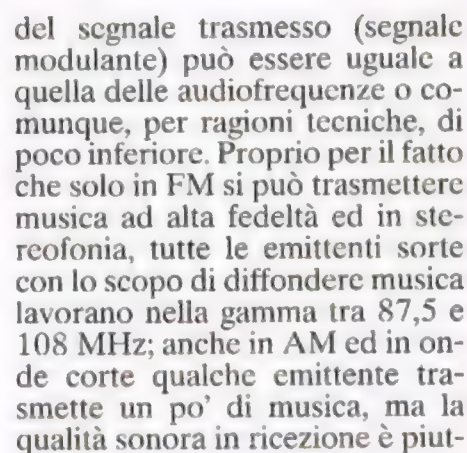 del segnale trasmesso (segnale
modulante) può essere uguale a
quella delle audiofrequenze o co-
munque, per ragioni tecniche, di
poco inferiore. Proprio per il fatto
che solo in FM si può trasmettere
musica ad alta fedeltà ed in ste-
reofonia, tutte le emittenti sorte
con lo scopo di diffondere musica
lavorano nella gamma tra 87,5 e
108 MHz; anche in AM ed in on-
de corte qualche emittente tra-
smette un po' di musica, ma la
qualità sonora in ricezione è piut-